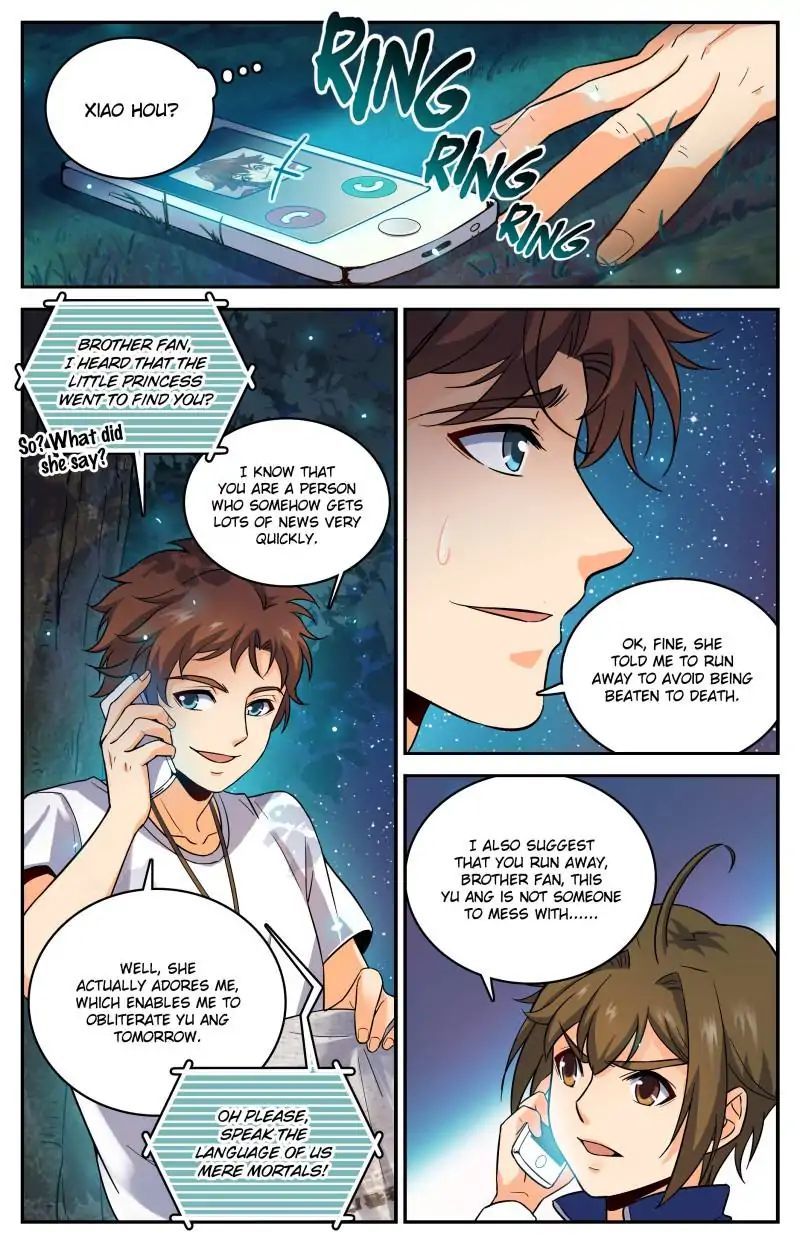 XIAO HOU?
RING
RING
RING
BROTHER FAN,
I HEARD THAT THE
LITTLE PRINCESS
WENT TO FIND YOU?
So? What did
she say?
I KNOW THAT
YOU ARE A PERSON
WHO SOMEHOW GETS
LOTS OF NEWS VERY
QUICKLY.
WELL, SHE
ACTUALLY ADORES ME,
WHICH ENABLES ME TO
OBLITERATE YU ANG
TOMORROW.
OH PLEASE,
SPEAK THE
LANGUAGE OF US
MERE MORTALS!
OK, FINE, SHE
TOLD ME TO RUN
AWAY TO AVOID BEING
BEATEN TO DEATH.
I ALSO SUGGEST
THAT YOU RUN AWAY,
BROTHER FAN, THIS
YU ANG IS NOT SOMEONE
TO MESS WITH......